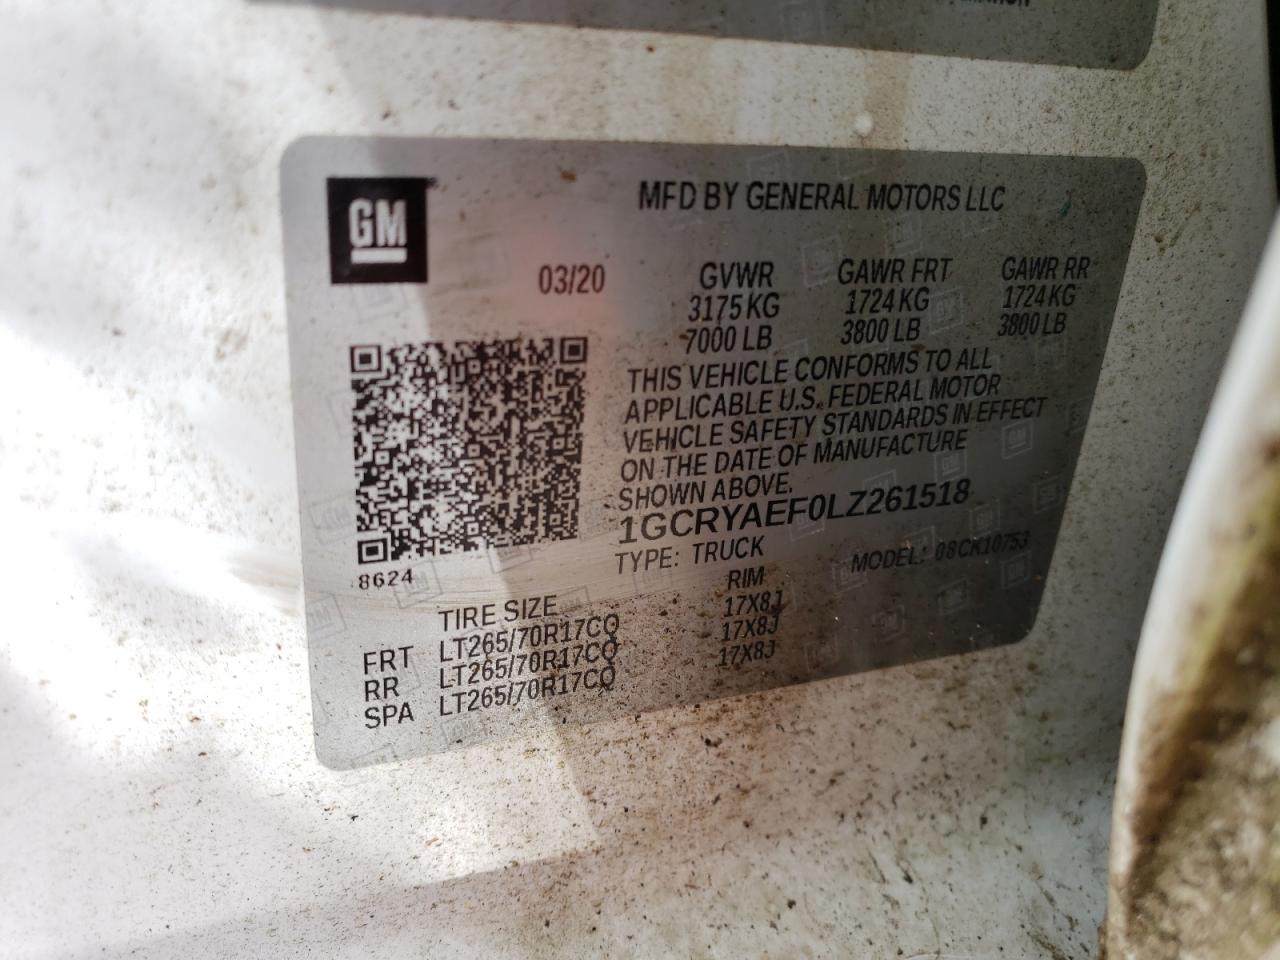 GM
MFD BY GENERAL MOTORS LLC
03/20 GVWR GAWR FRT GAWR RR
3175 KG 1724 KG 1724 KG
7000 LB 3800 LB 3800 LB
THIS VEHICLE CONFORMS TO ALL
APPLICABLE U.S. FEDERAL MOTOR
VEHICLE SAFETY STANDARDS IN EFFECT
ON THE DATE OF MANUFACTURE
SHOWN ABOVE.
1GCRYAEF0LZ261518
TYPE: TRUCK MODEL: 08CK10753
8624
TIRE SIZE RIM
FRT LT265/70R17CQ 17X8J
RR LT265/70R17CQ 17X8J
SPA LT265/70R17CQ 17X8J